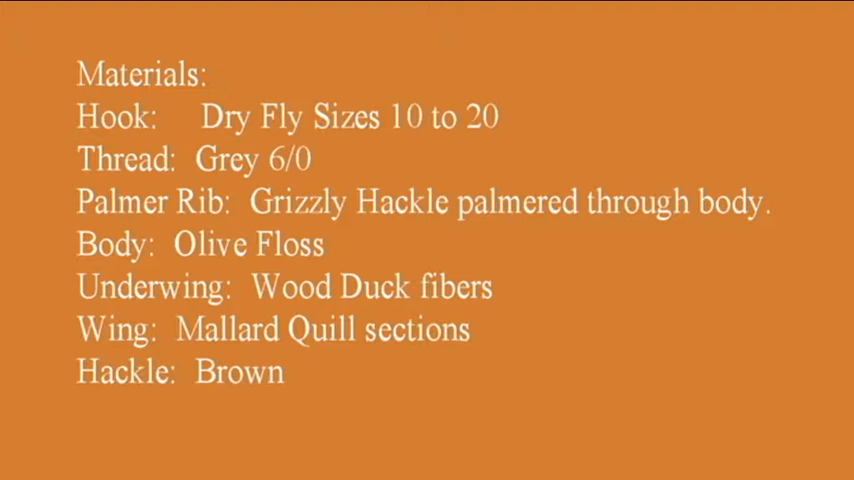 Materials:
Hook: Dry Fly Sizes 10 to 20
Thread: Grey 6/0
Palmer Rib: Grizzly Hackle palmered through body.
Body: Olive Floss
Underwing: Wood Duck fibers
Wing: Mallard Quill sections
Hackle: Brown